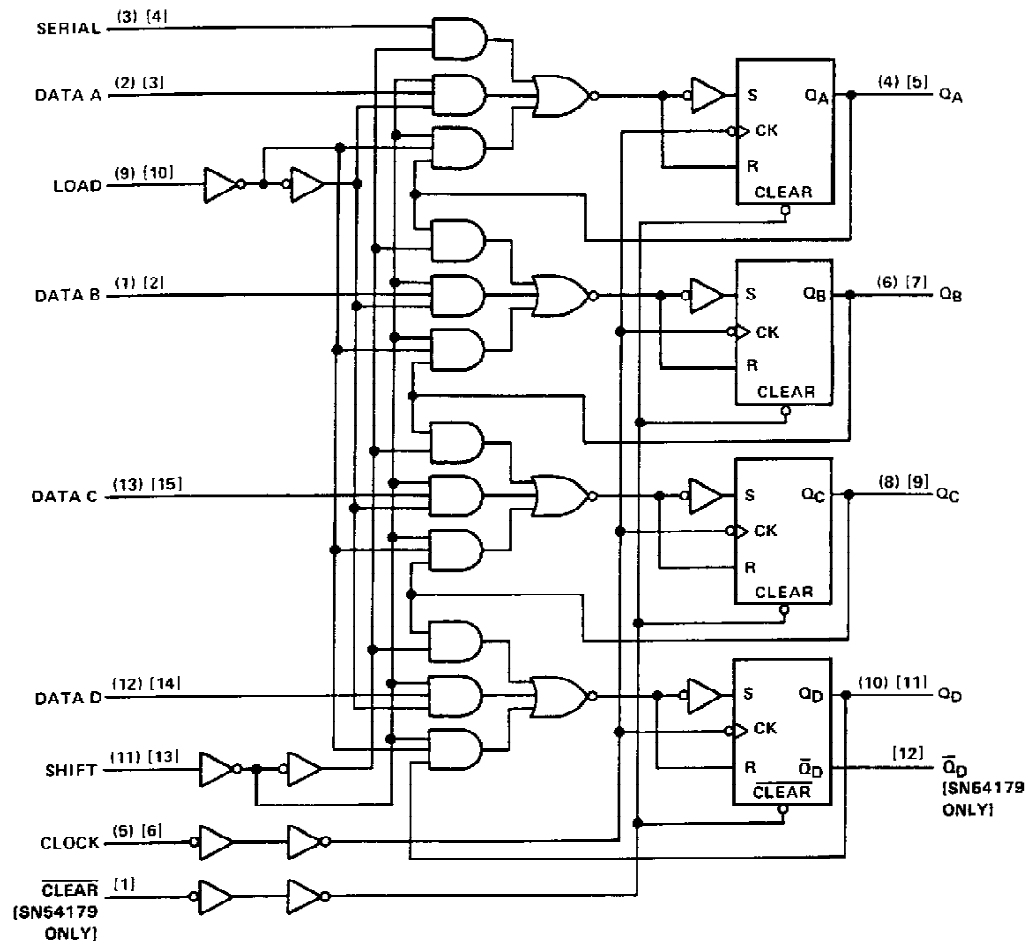 SERIAL (3) [4]
DATA A (2) [3]
LOAD (9) [10]
DATA B (1) [2]
DATA C (13) [15]
DATA D (12) [14]
SHIFT (11) [13]
CLOCK (5) [6]
CLEAR [1]
[SN54179
ONLY]
S QA (4) [5] QA
CK
R
CLEAR
S QB (6) [7] QB
CK
R
CLEAR
S QC (8) [9] QC
CK
R
CLEAR
S QD (10) [11] QD
CK
R Q̅D [12] Q̅D
CLEAR
[SN64179
ONLY]